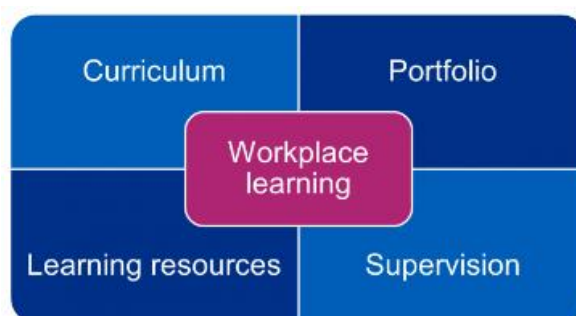 Curriculum
Portfolio
Workplace
learning
Learning resources
Supervision